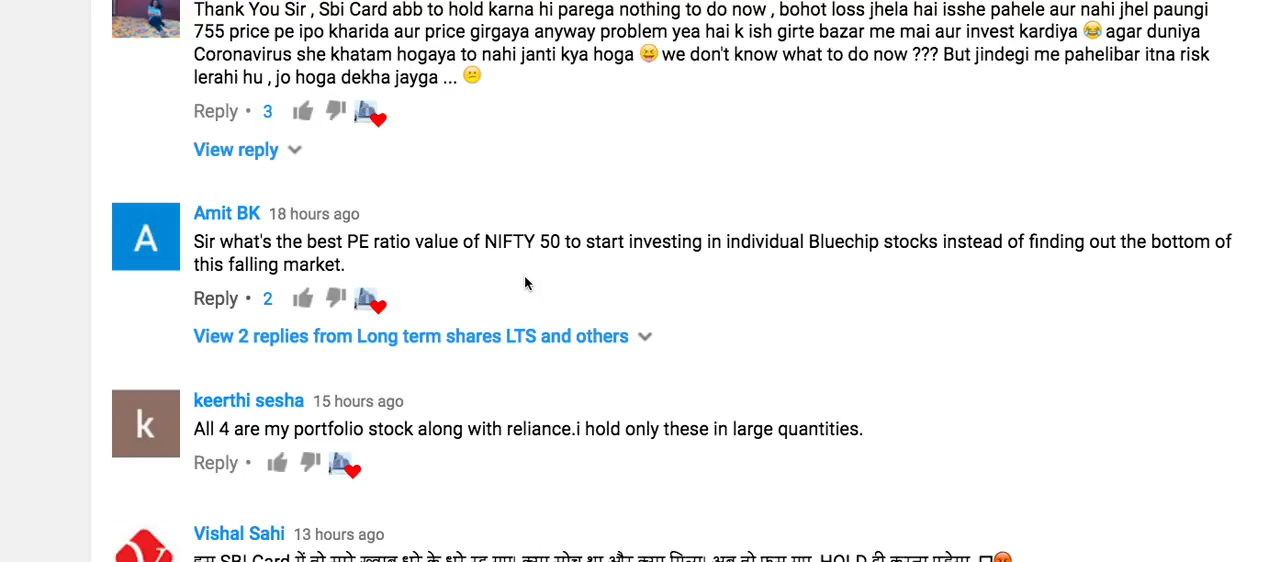 Thank You Sir , Sbi Card abb to hold karna hi parega nothing to do now , bohot loss jhela hai isshe pahele aur nahi jhel paungi
755 price pe ipo kharida aur price girgaya anyway problem yea hai k ish girte bazar me mai aur invest kardiya 😂 agar duniya
Coronavirus she khatam hogaya to nahi janti kya hoga 😝 we don't know what to do now ??? But jindegi me pahelibar itna risk
lerahi hu , jo hoga dekha jayga ... 😕
Reply • 3
View reply
A
Amit BK 18 hours ago
Sir what's the best PE ratio value of NIFTY 50 to start investing in individual Bluechip stocks instead of finding out the bottom of
this falling market.
Reply • 2
View 2 replies from Long term shares LTS and others
k
keerthi sesha 15 hours ago
All 4 are my portfolio stock along with reliance.i hold only these in large quantities.
Reply •
Vishal Sahi 13 hours ago
SBI Card HOLD